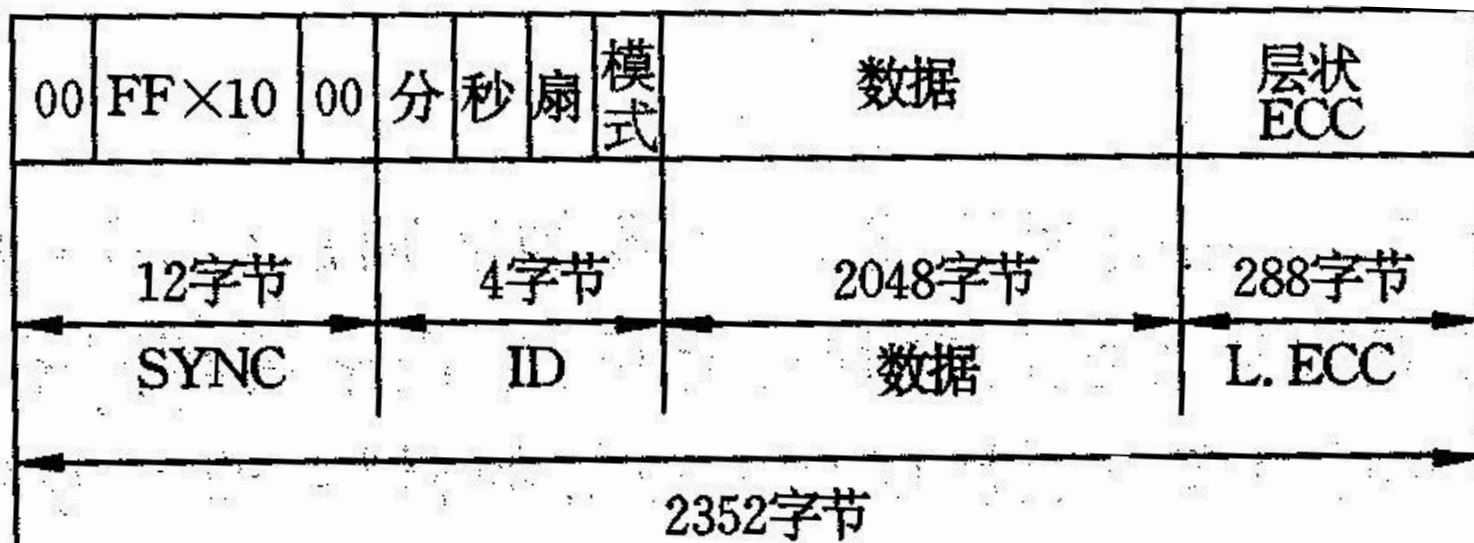 00 FF×10 00 分 秒 扇 模式 数据 层状 ECC
12字节 4字节 2048字节 288字节
SYNC ID 数据 L. ECC
2352字节